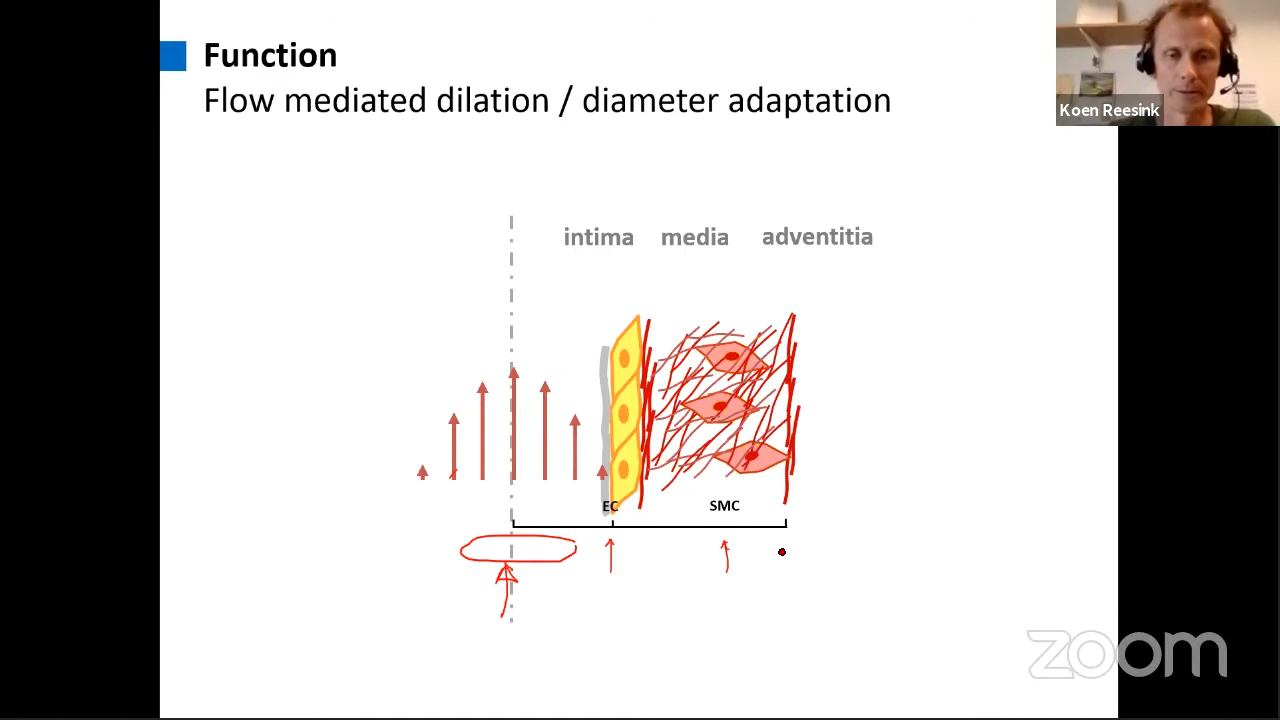 Function
Flow mediated dilation / diameter adaptation
Koen Reesink
intima media adventitia
EC SMC
zoom